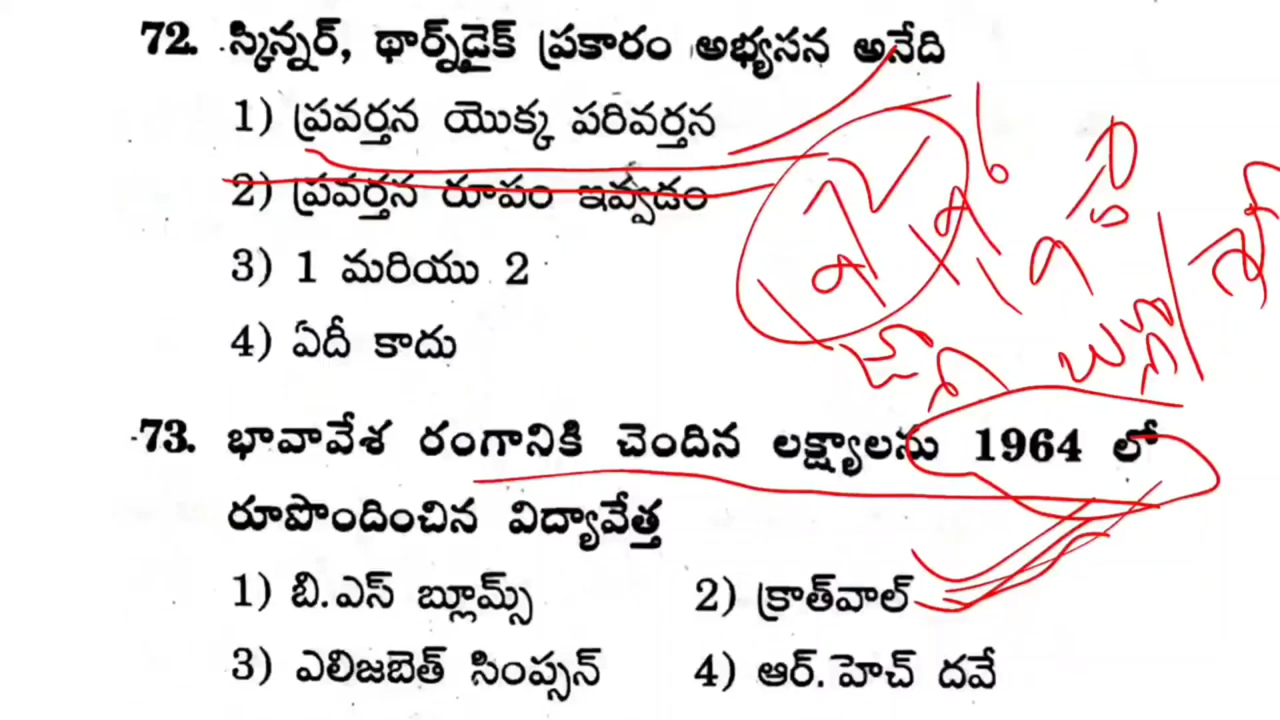 72. స్కిన్నర్, థార్న్‌డైక్ ప్రకారం అభ్యసన అనేది
1) ప్రవర్తన యొక్క పరివర్తన
2) ప్రవర్తన రూపం ఇవ్వడం
3) 1 మరియు 2
4) ఏదీ కాదు
73. భావావేశ రంగానికి చెందిన లక్ష్యాలను 1964 లో
రూపొందించిన విద్యావేత్త
1) బి.ఎస్ బ్లూమ్స్ 2) క్రాత్‌వాల్
3) ఎలిజబెత్ సింప్సన్ 4) ఆర్.హెచ్ దవే